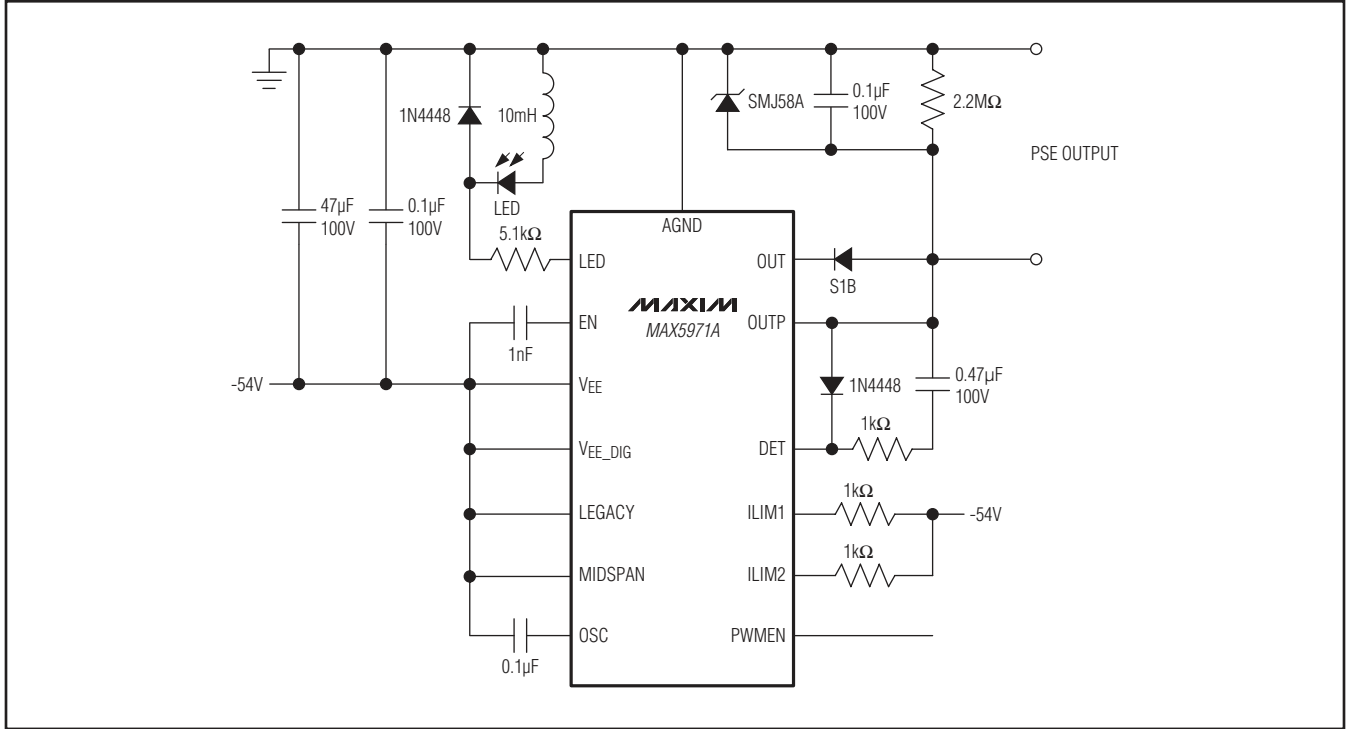 1N4448
10mH
SMJ58A
0.1µF
100V
2.2MΩ
PSE OUTPUT
47µF
100V
0.1µF
100V
LED
5.1kΩ
AGND
LED
OUT
S1B
MAXIM
MAX5971A
EN
1nF
OUTP
-54V
VEE
1N4448
0.47µF
100V
1kΩ
VEE_DIG
DET
1kΩ
LEGACY
ILIM1
-54V
1kΩ
MIDSPAN
ILIM2
OSC
0.1µF
PWMEN